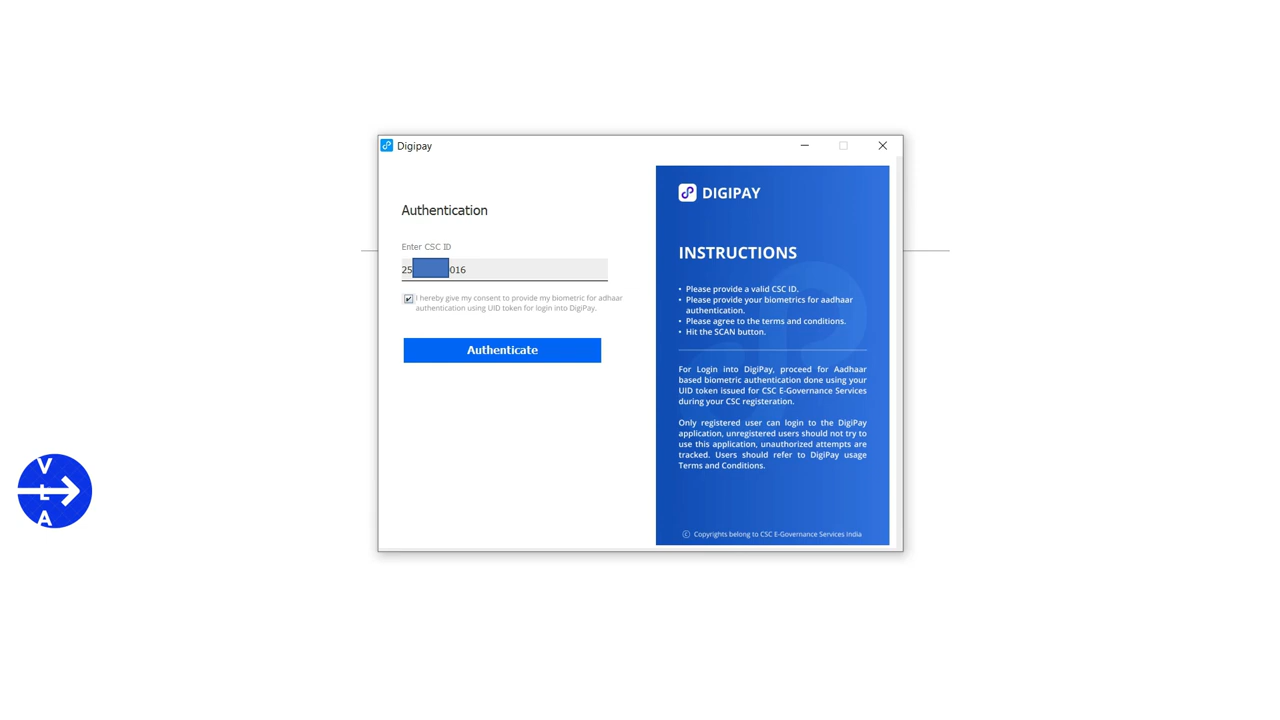 Digipay
Authentication
Enter CSC ID
25 016
I hereby give my consent to provide my biometric for adhaar
authentication using UID token for login into DigiPay.
Authenticate
DIGIPAY
INSTRUCTIONS
• Please provide a valid CSC ID.
• Please provide your biometrics for aadhaar
authentication.
• Please agree to the terms and conditions.
• Hit the SCAN button.
For Login into DigiPay, proceed for Aadhaar
based biometric authentication done using your
UID token issued for CSC E-Governance Services
during your CSC registeration.
Only registered user can login to the DigiPay
application, unregistered users should not try to
use this application, unauthorized attempts are
tracked. Users should refer to DigiPay usage
Terms and Conditions.
© Copyrights belong to CSC E-Governance Services India
V
L
A